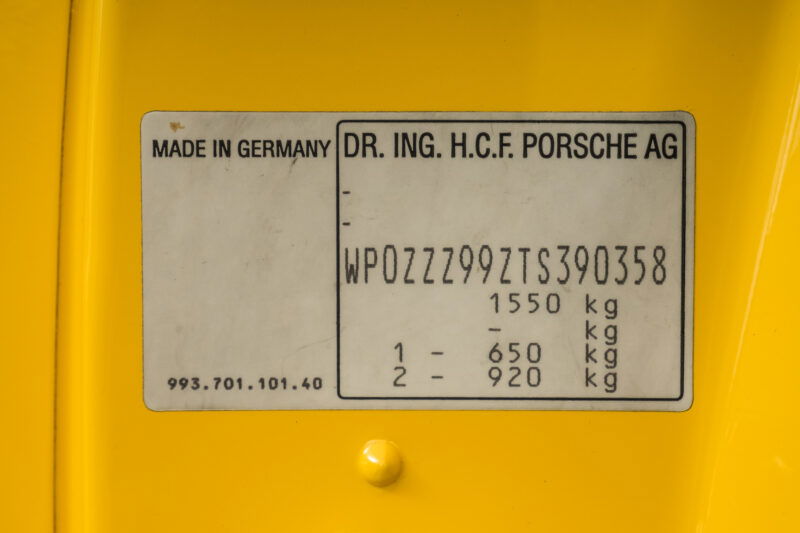 MADE IN GERMANY
DR. ING. H.C.F. PORSCHE AG
-
-
WP0ZZZ99ZTS390358
1550 kg
- kg
1 - 650 kg
2 - 920 kg
993.701.101.40